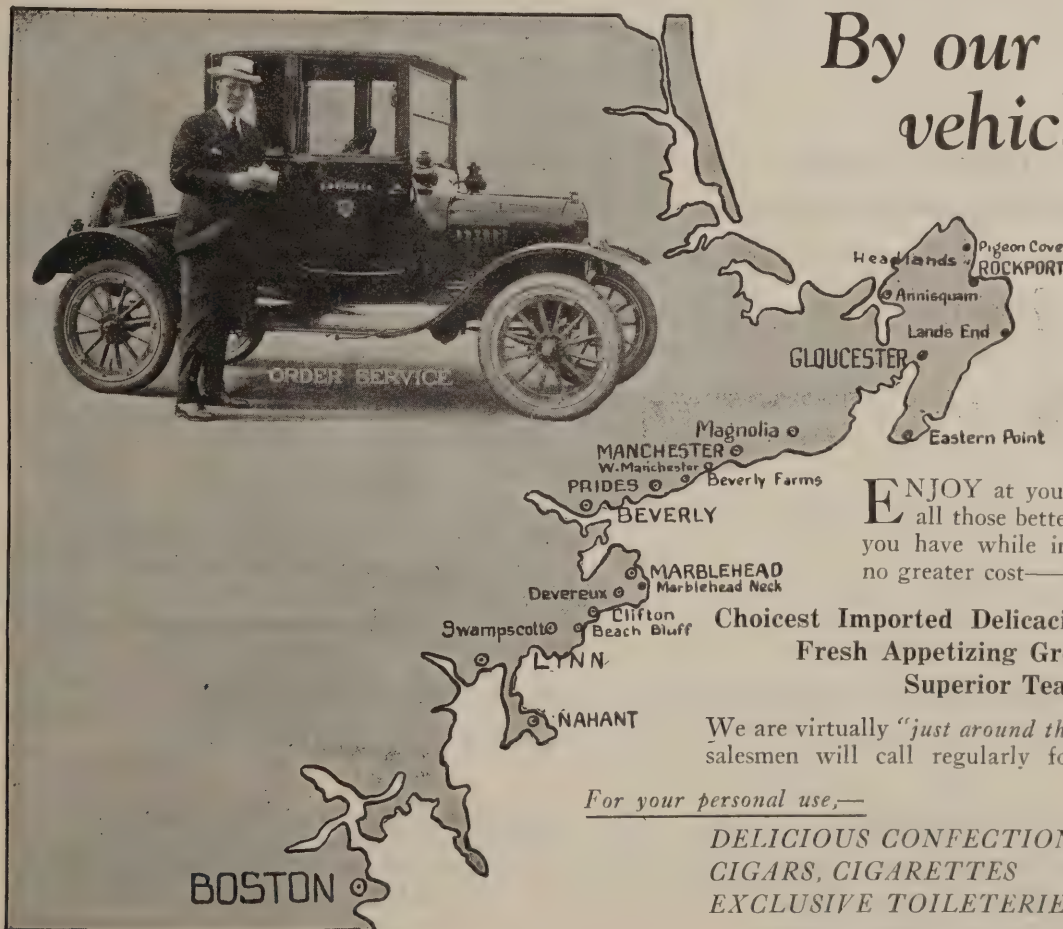 By our
vehic
ORDER SERVICE
Headlands
Pigeon Cove
ROCKPORT
Annisquam
Lands End
GLOUCESTER
Eastern Point
Magnolia
MANCHESTER
W. Manchester
Beverly Farms
PRIDES
BEVERLY
MARBLEHEAD
Marblehead Neck
Devereux
Clifton
Swampscott
Beach Bluff
LYNN
NAHANT
BOSTON
ENJOY at you
all those bette
you have while in
no greater cost—
Choicest Imported Delicaci
Fresh Appetizing Gr
Superior Tea
We are virtually "just around th
salesmen will call regularly fo
For your personal use,—
DELICIOUS CONFECTION
CIGARS, CIGARETTES
EXCLUSIVE TOILETERIE